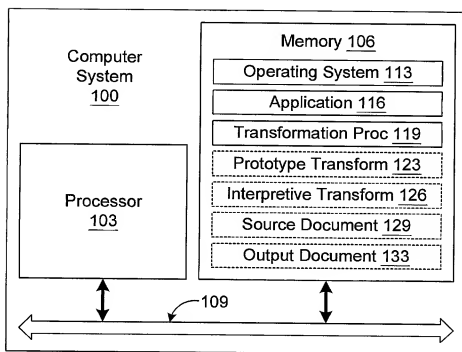 Computer
System
100
Processor
103
Memory 106
Operating System 113
Application 116
Transformation Proc 119
Prototype Transform 123
Interpretive Transform 126
Source Document 129
Output Document 133
109